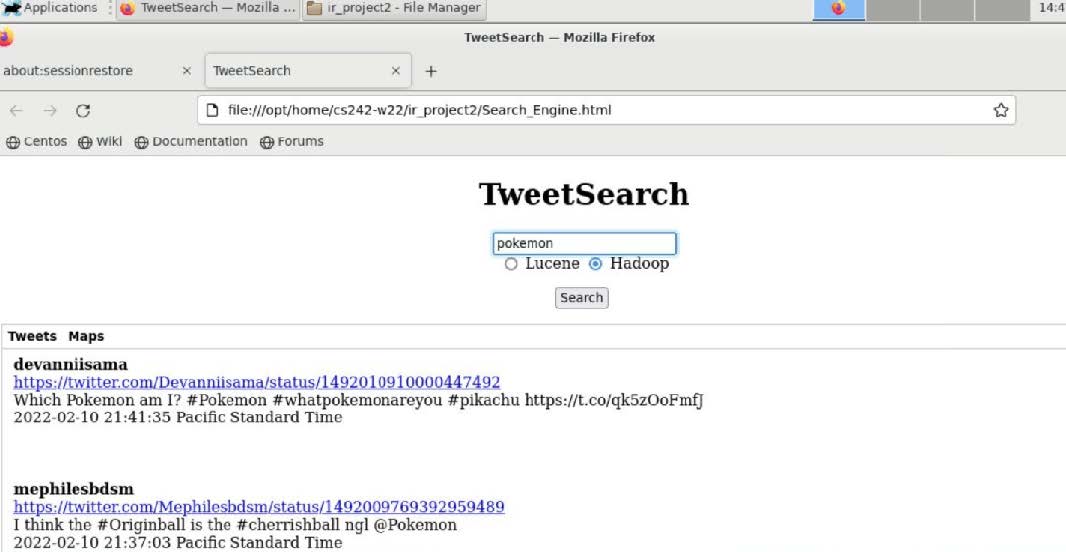 Applications TweetSearch — Mozilla ... ir_project2 - File Manager 14:4
TweetSearch — Mozilla Firefox
about:sessionrestore TweetSearch
file:///opt/home/cs242-w22/ir_project2/Search_Engine.html
Centos Wiki Documentation Forums
TweetSearch
pokemon
Lucene Hadoop
Search
Tweets Maps
devanniisama
https://twitter.com/Devanniisama/status/1492010910000447492
Which Pokemon am I? #Pokemon #whatpokemonareyou #pikachu https://t.co/qk5zOoFmfJ
2022-02-10 21:41:35 Pacific Standard Time
mephilesbdsm
https://twitter.com/Mephilesbdsm/status/1492009769392959489
I think the #Originball is the #cherrishball ngl @Pokemon
2022-02-10 21:37:03 Pacific Standard Time